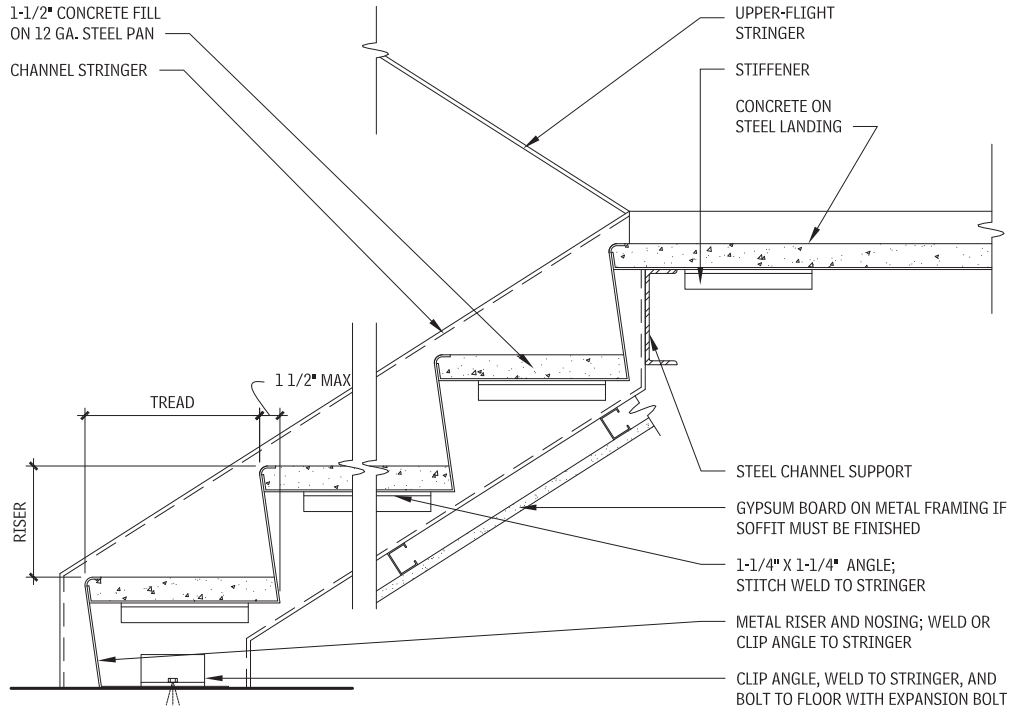 1-1/2" CONCRETE FILL
ON 12 GA. STEEL PAN
CHANNEL STRINGER
UPPER-FLIGHT
STRINGER
STIFFENER
CONCRETE ON
STEEL LANDING
1 1/2" MAX
TREAD
RISER
STEEL CHANNEL SUPPORT
GYPSUM BOARD ON METAL FRAMING IF
SOFFIT MUST BE FINISHED
1-1/4" X 1-1/4" ANGLE;
STITCH WELD TO STRINGER
METAL RISER AND NOSING; WELD OR
CLIP ANGLE TO STRINGER
CLIP ANGLE, WELD TO STRINGER, AND
BOLT TO FLOOR WITH EXPANSION BOLT